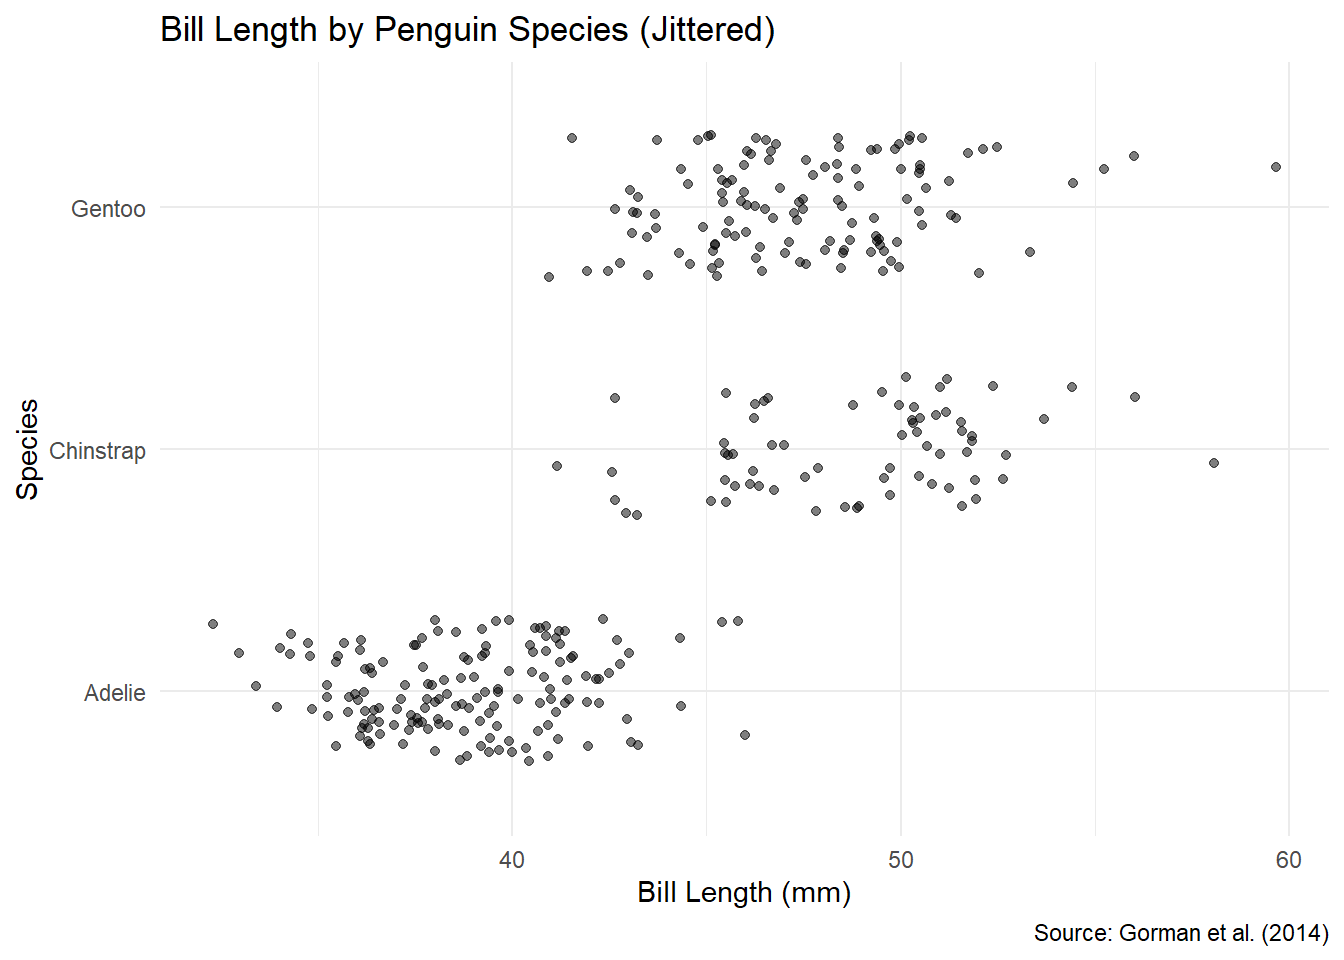 Bill Length by Penguin Species (Jittered)
Species
Gentoo
Chinstrap
Adelie
40 50 60
Bill Length (mm)
Source: Gorman et al. (2014)